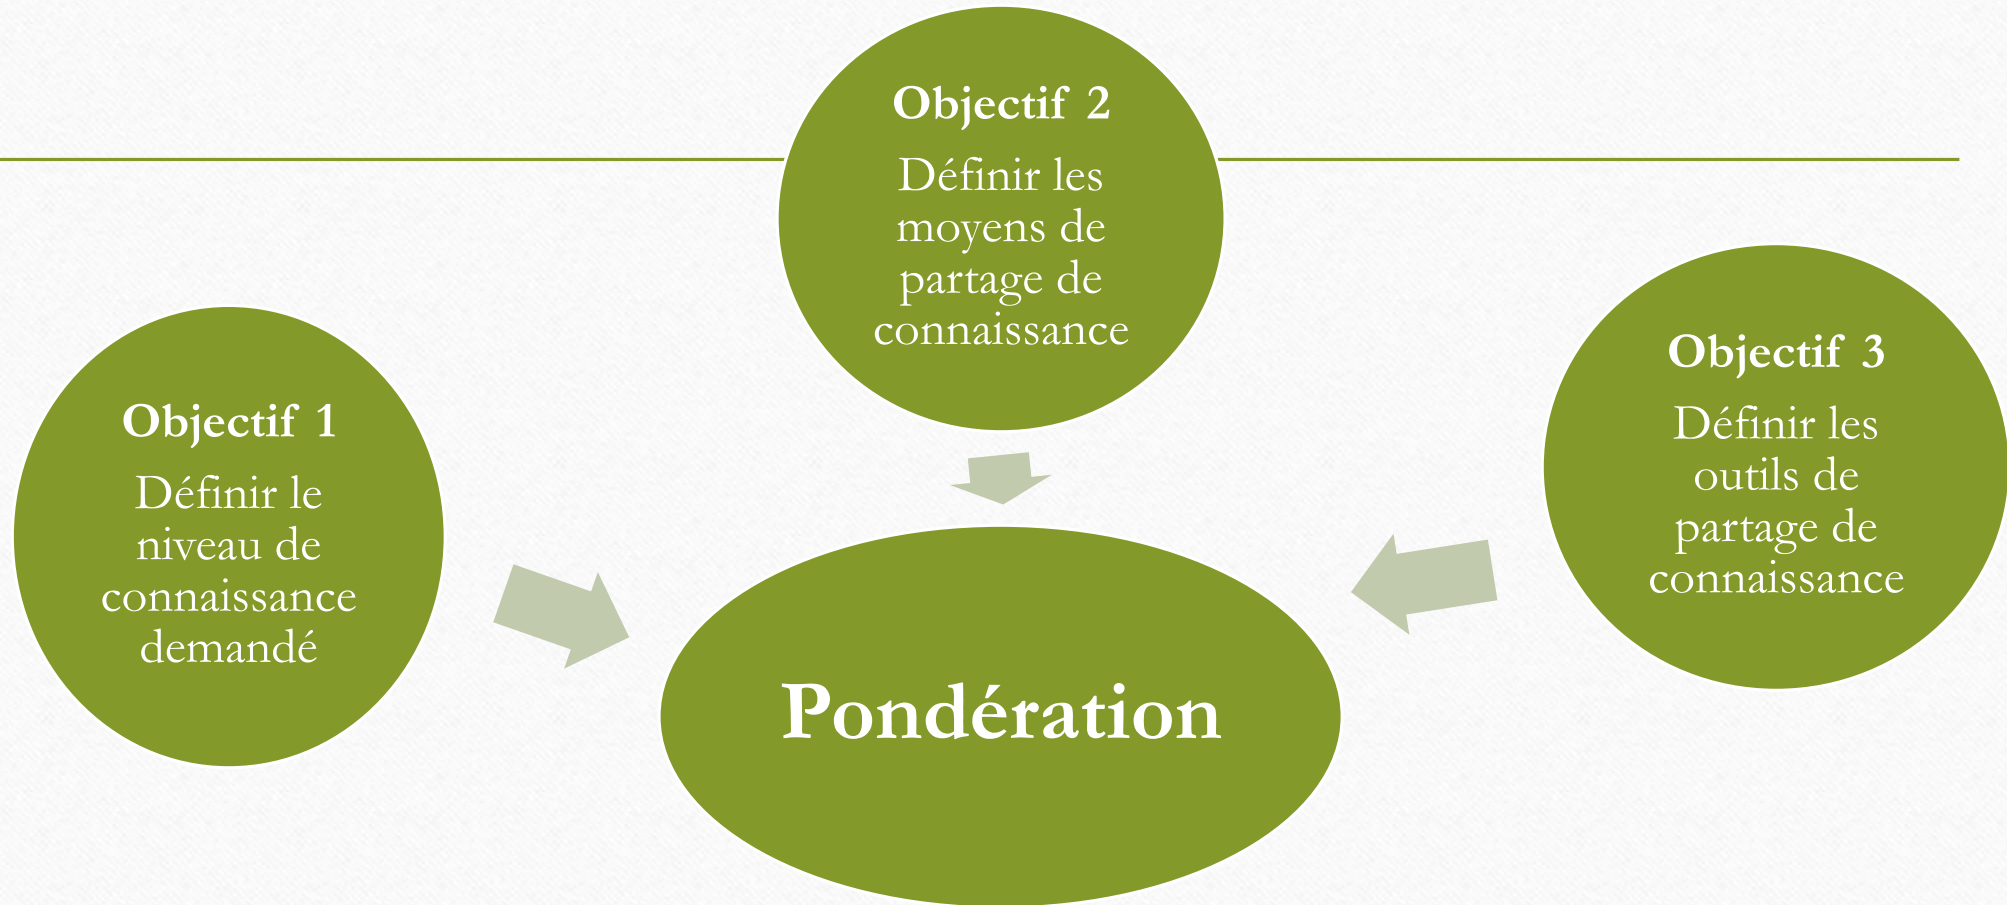 Objectif 1
Définir le
niveau de
connaissance
demandé
Objectif 2
Définir les
moyens de
partage de
connaissance
Objectif 3
Définir les
outils de
partage de
connaissance
Pondération